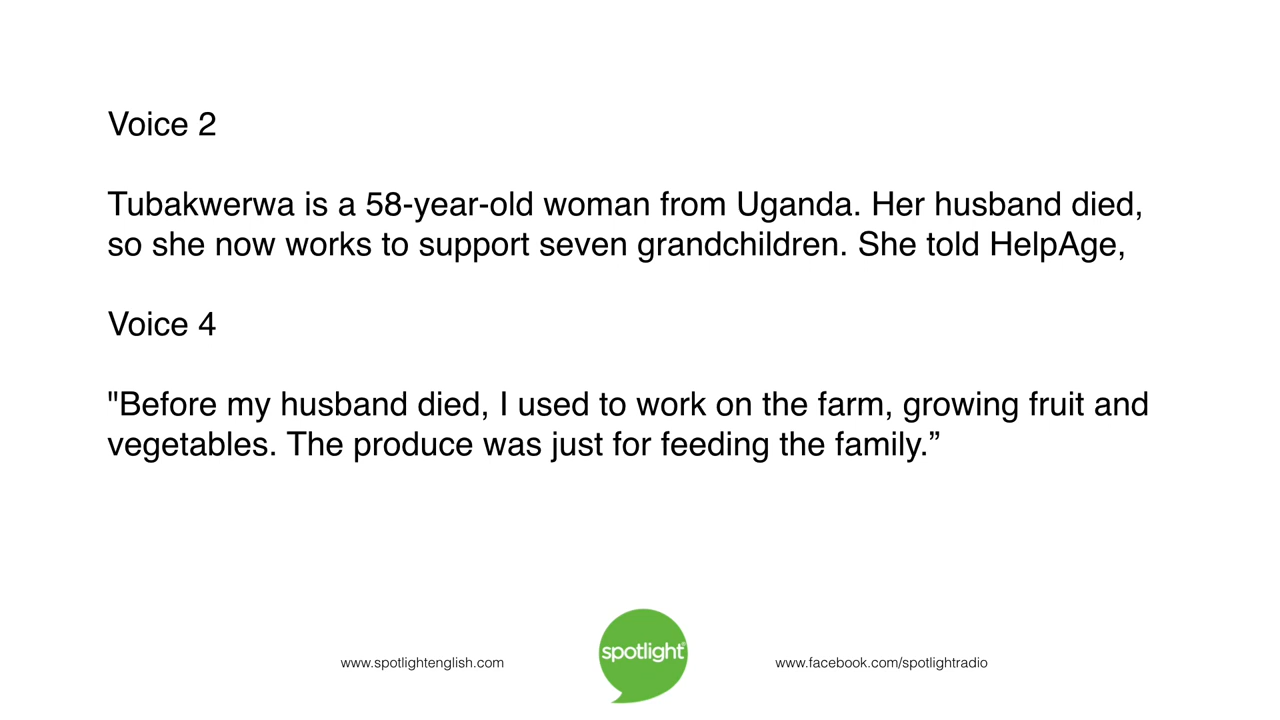 Voice 2
Tubakwerwa is a 58-year-old woman from Uganda. Her husband died,
so she now works to support seven grandchildren. She told HelpAge,
Voice 4
"Before my husband died, I used to work on the farm, growing fruit and
vegetables. The produce was just for feeding the family.”
www.spotlightenglish.com
spotlight®
www.facebook.com/spotlightradio